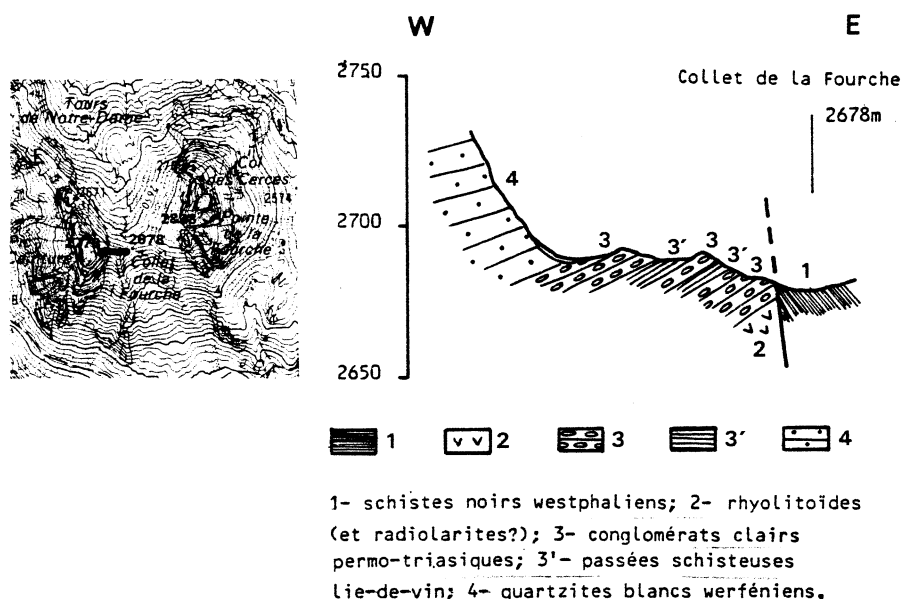 W
E
2750
Collet de la Fourche
2678m
Tours
de Notre-Dame
Col
des Cerces
2514
Pointe
de la
Fourche
2678
Collet
de la
Fourche
4
2700
3
3'
3
3'
3
1
2
2650
1
2
3
3'
4
1- schistes noirs westphaliens; 2- rhyolitoïdes
(et radiolarites?); 3- conglomérats clairs
permo-triasiques; 3'- passées schisteuses
lie-de-vin; 4- quartzites blancs werféniens.